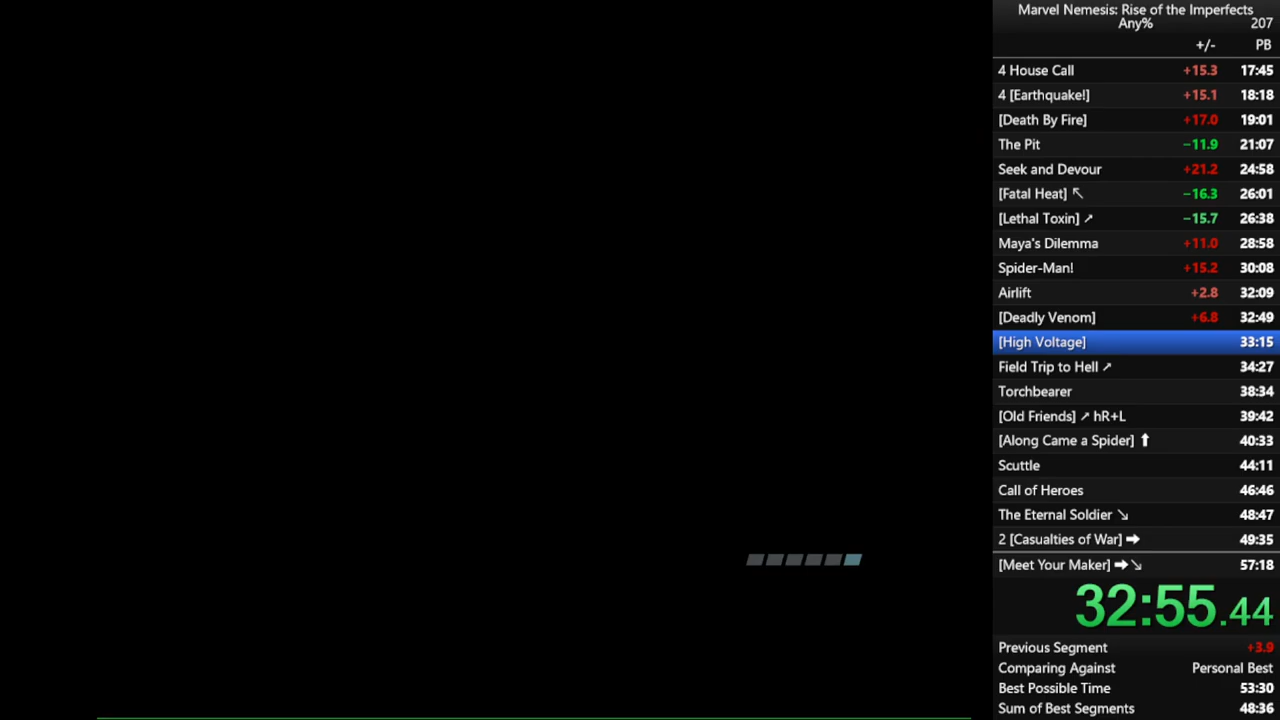 Marvel Nemesis: Rise of the Imperfects
Any% 207
+/- PB
4 House Call +15.3 17:45
4 [Earthquake!] +15.1 18:18
[Death By Fire] +17.0 19:01
The Pit −11.9 21:07
Seek and Devour +21.2 24:58
[Fatal Heat] ↖ −16.3 26:01
[Lethal Toxin] ↗ −15.7 26:38
Maya's Dilemma +11.0 28:58
Spider-Man! +15.2 30:08
Airlift +2.8 32:09
[Deadly Venom] +6.8 32:49
[High Voltage] 33:15
Field Trip to Hell ↗ 34:27
Torchbearer 38:34
[Old Friends] ↗ hR+L 39:42
[Along Came a Spider] ⬆ 40:33
Scuttle 44:11
Call of Heroes 46:46
The Eternal Soldier ↘ 48:47
2 [Casualties of War] ➡ 49:35
[Meet Your Maker] ➡↘ 57:18
32:55.44
Previous Segment +3.9
Comparing Against Personal Best
Best Possible Time 53:30
Sum of Best Segments 48:36